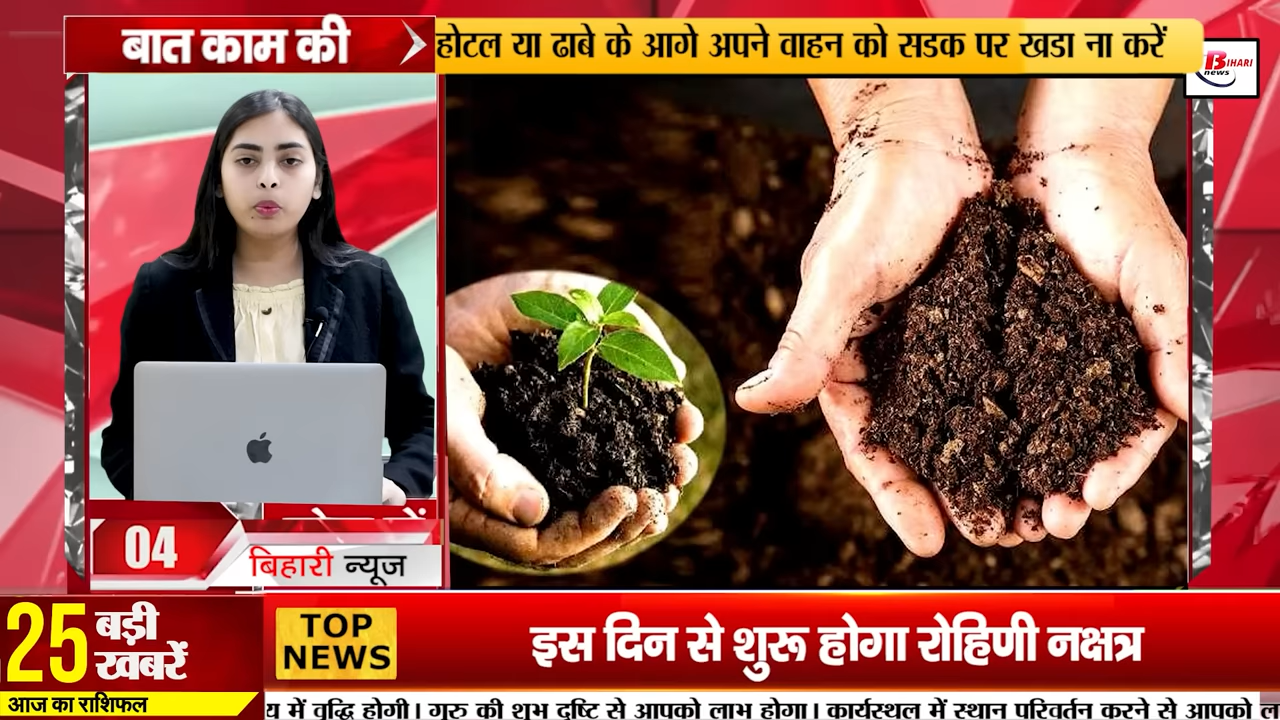 बात काम की
होटल या ढाबे के आगे अपने वाहन को सडक पर खडा ना करें
BIHARI
news
04
बिहारी न्यूज
25 बड़ी
खबरें
TOP
NEWS
इस दिन से शुरू होगा रोहिणी नक्षत्र
आज का राशिफल
में वृद्धि होगी। गुरु की शुभ दृष्टि से आपको लाभ होगा। कार्यस्थल में स्थान परिवर्तन करने से आपको